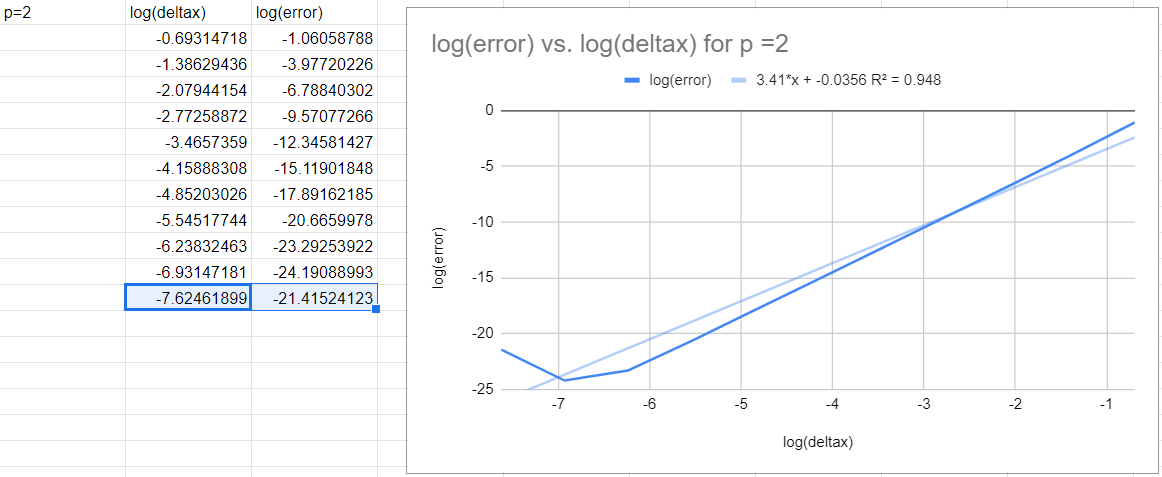 p=2 log(deltax) log(error)
-0.69314718 -1.06058788
-1.38629436 -3.97720226
-2.07944154 -6.78840302
-2.77258872 -9.57077266
-3.4657359 -12.34581427
-4.15888308 -15.11901848
-4.85203026 -17.89162185
-5.54517744 -20.6659978
-6.23832463 -23.29253922
-6.93147181 -24.19088993
-7.62461899 -21.41524123
log(error) vs. log(deltax) for p =2
log(error) 3.41*x + -0.0356 R² = 0.948
0
-5
-10
-15
-20
-25
log(error)
-7 -6 -5 -4 -3 -2 -1
log(deltax)